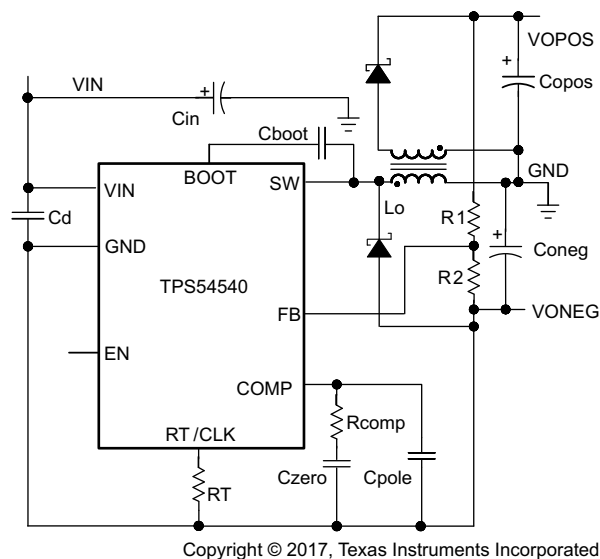 VOPOS
VIN
Copos
Cin
Cboot
BOOT
SW
GND
VIN
Lo
R1
Cd
GND
Coneg
TPS54540
R2
FB
VONEG
EN
COMP
Rcomp
RT/CLK
Czero
Cpole
RT
Copyright © 2017, Texas Instruments Incorporated